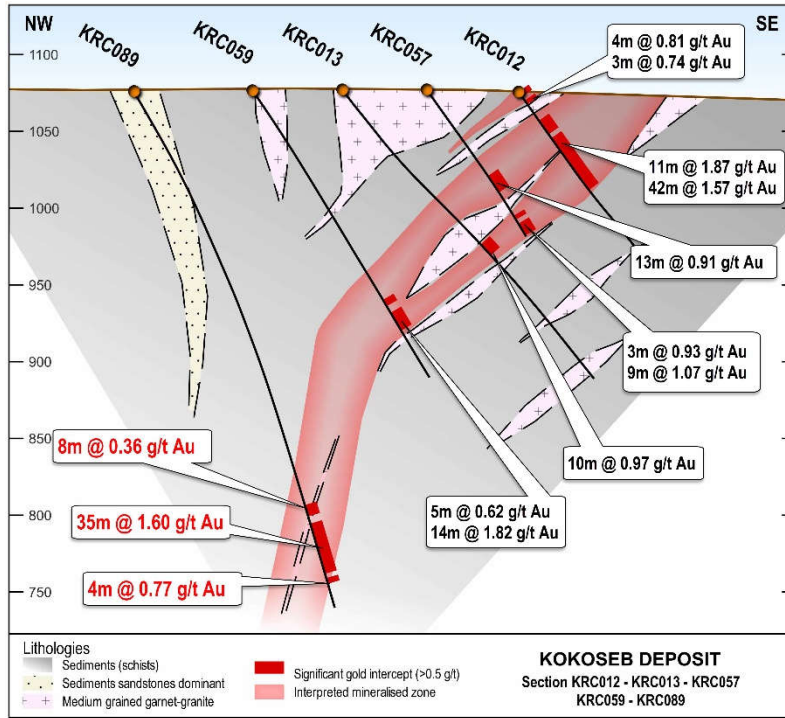 NW
SE
KRC089
KRC059
KRC013
KRC057
KRC012
4m @ 0.81 g/t Au
3m @ 0.74 g/t Au
1100
1050
1000
950
900
850
800
750
11m @ 1.87 g/t Au
42m @ 1.57 g/t Au
13m @ 0.91 g/t Au
3m @ 0.93 g/t Au
9m @ 1.07 g/t Au
10m @ 0.97 g/t Au
5m @ 0.62 g/t Au
14m @ 1.82 g/t Au
8m @ 0.36 g/t Au
35m @ 1.60 g/t Au
4m @ 0.77 g/t Au
Lithologies
Sediments (schists)
Sediments sandstones dominant
Medium grained garnet-granite
Significant gold intercept (>0.5 g/t)
Interpreted mineralised zone
KOKOSEB DEPOSIT
Section KRC012 - KRC013 - KRC057
KRC059 - KRC089